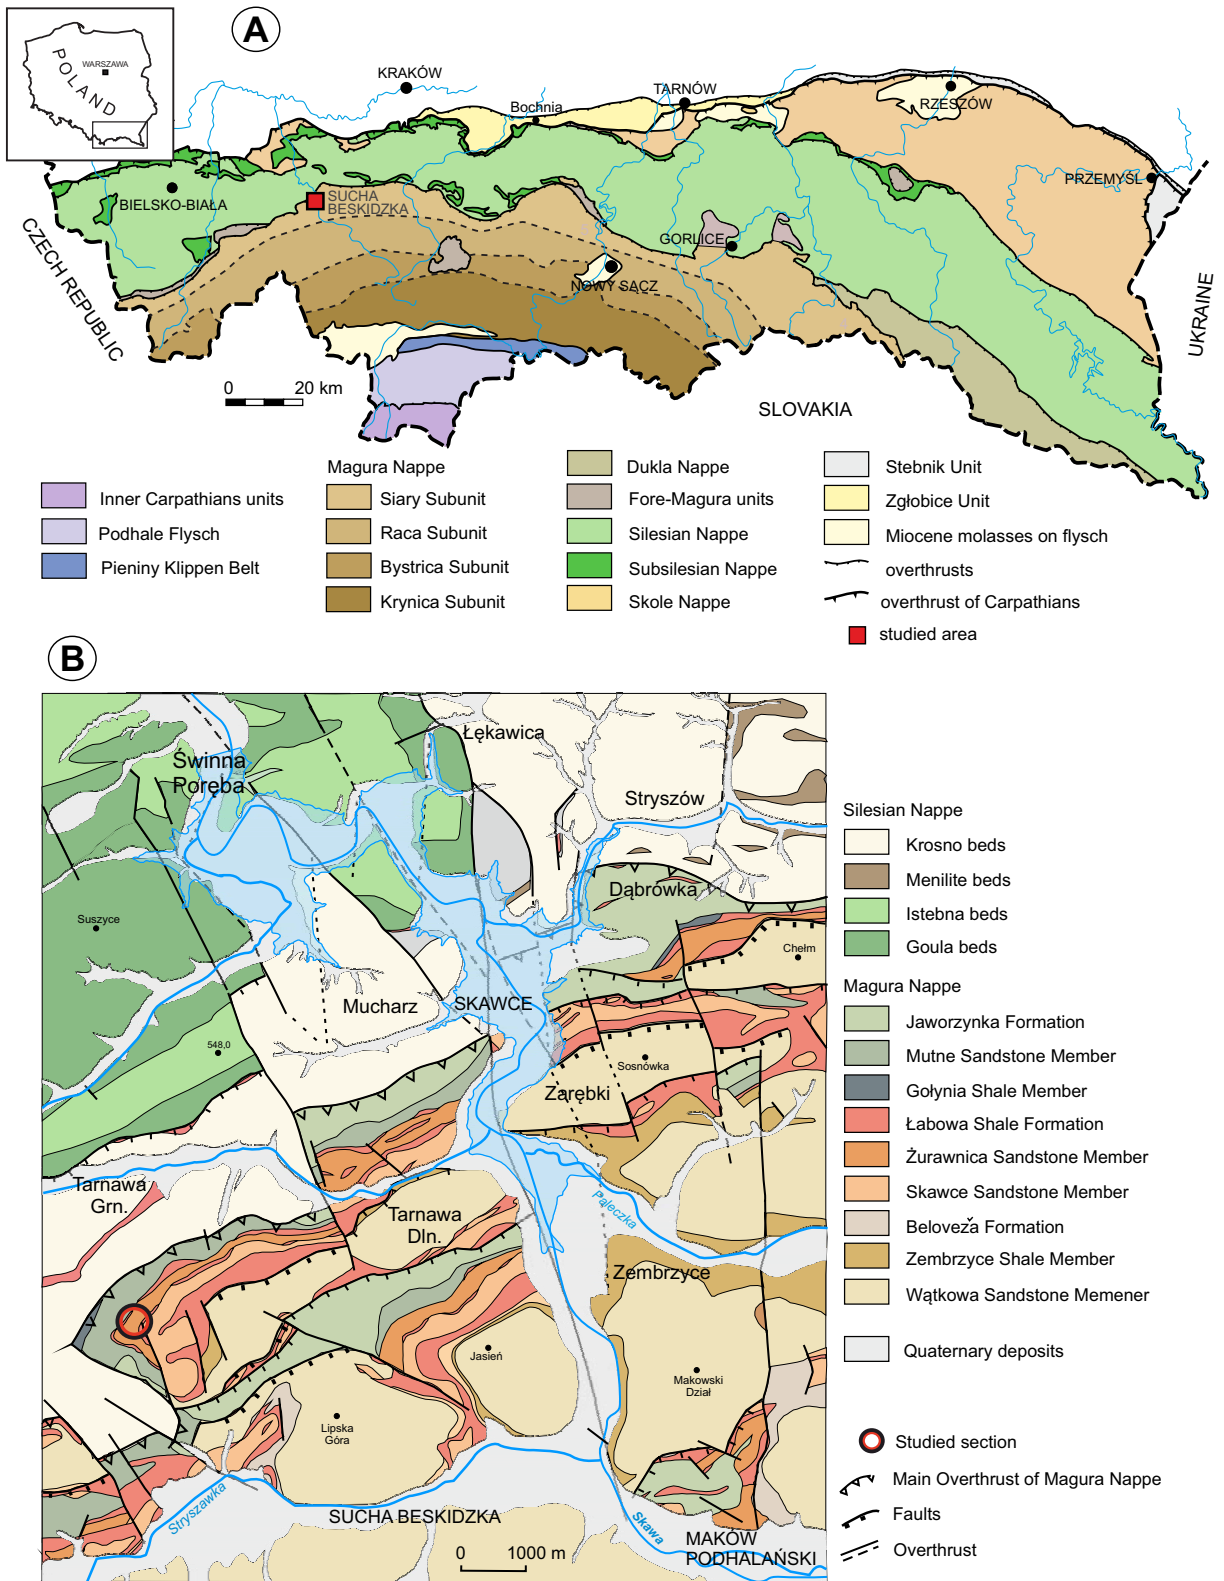 A
POLAND
WARSZAWA
KRAKÓW
Bochnia
TARNÓW
RZESZÓW
PRZEMYŚL
BIELSKO-BIAŁA
SUCHA
BESKIDZKA
GORLICE
NOWY SĄCZ
CZECH REPUBLIC
UKRAINE
SLOVAKIA
0 20 km
Inner Carpathians units
Podhale Flysch
Pieniny Klippen Belt
Magura Nappe
Siary Subunit
Raca Subunit
Bystrica Subunit
Krynica Subunit
Dukla Nappe
Fore-Magura units
Silesian Nappe
Subsilesian Nappe
Skole Nappe
Stebnik Unit
Zgłobice Unit
Miocene molasses on flysch
overthrusts
overthrust of Carpathians
studied area
B
Łękawica
Świnna
Poręba
Stryszów
Dąbrówka
Suszyce
Chełm
Mucharz
SKAWCE
548,0
Sosnówka
Zarębki
Tarnawa
Grn.
Tarnawa
Dln.
Paleczka
Zembrzyce
Jasień
Makowski
Dział
Lipska
Góra
Stryszawka
SUCHA BESKIDZKA
Skawa
MAKÓW
PODHALAŃSKI
0 1000 m
Silesian Nappe
Krosno beds
Menilite beds
Istebna beds
Goula beds
Magura Nappe
Jaworzynka Formation
Mutne Sandstone Member
Gołynia Shale Member
Łabowa Shale Formation
Żurawnica Sandstone Member
Skawce Sandstone Member
Belovežа Formation
Zembrzyce Shale Member
Wątkowa Sandstone Memener
Quaternary deposits
Studied section
Main Overthrust of Magura Nappe
Faults
Overthrust